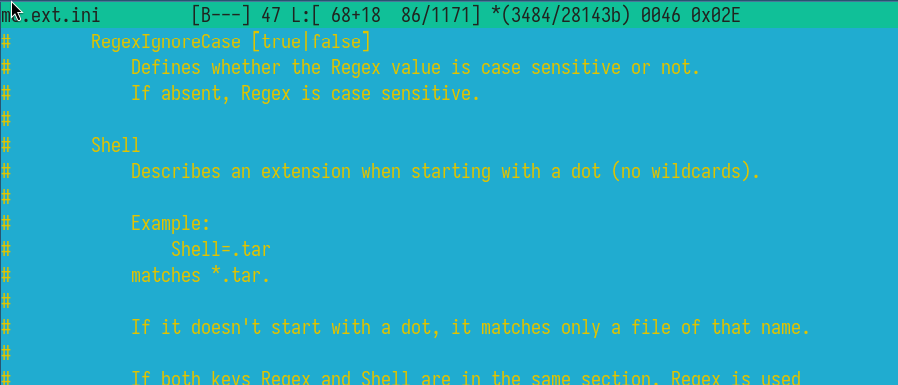 m .ext.ini [B---] 47 L:[ 68+18 86/1171] *(3484/28143b) 0046 0x02E
# RegexIgnoreCase [true|false]
# Defines whether the Regex value is case sensitive or not.
# If absent, Regex is case sensitive.
#
# Shell
# Describes an extension when starting with a dot (no wildcards).
#
# Example:
# Shell=.tar
# matches *.tar.
#
# If it doesn't start with a dot, it matches only a file of that name.
#
# If both keys Regex and Shell are in the same section, Regex is used